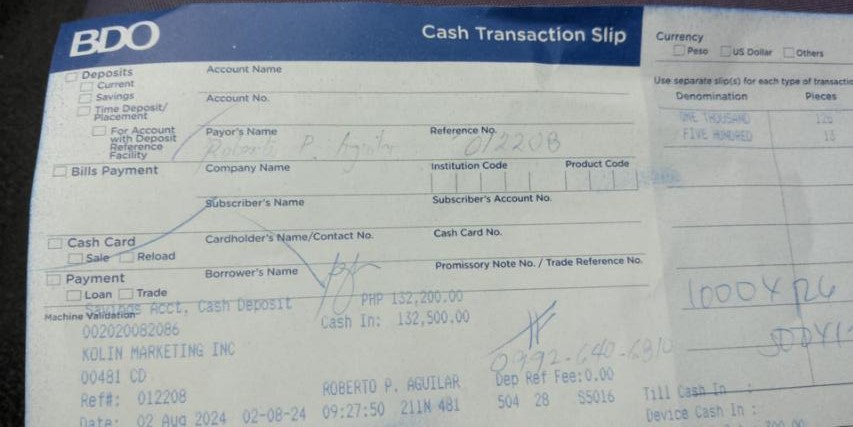 BDO
Cash Transaction Slip
Deposits
Current
Savings
Time Deposit/
Placement
For Account
with Deposit
Reference
Facility
Bills Payment
Cash Card
Sale Reload
Payment
Loan Trade
Account Name
Account No.
Payor's Name Reference No.
Roberto P. Aguilar 012208
Company Name Institution Code Product Code
Subscriber's Name Subscriber's Account No.
Cardholder's Name/Contact No. Cash Card No.
Borrower's Name Promissory Note No. / Trade Reference No.
Currency
Peso US Dollar Others
Use separate slip(s) for each type of transactio
Denomination Pieces
ONE THOUSAND 126
FIVE HUNDRED 13
1000 x 126
Machine Validation
Savings Acct, Cash Deposit PHP 132,200.00
002020082086 Cash In: 132,500.00
KOLIN MARKETING INC
0992-640-6810
00481 CD Dep Ref Fee:0.00
Ref#: 012208 ROBERTO P. AGUILAR 504 28 S5016
Date: 02 Aug 2024 02-08-24 09:27:50 211N 481
Till Cash In :
Device Cash In :